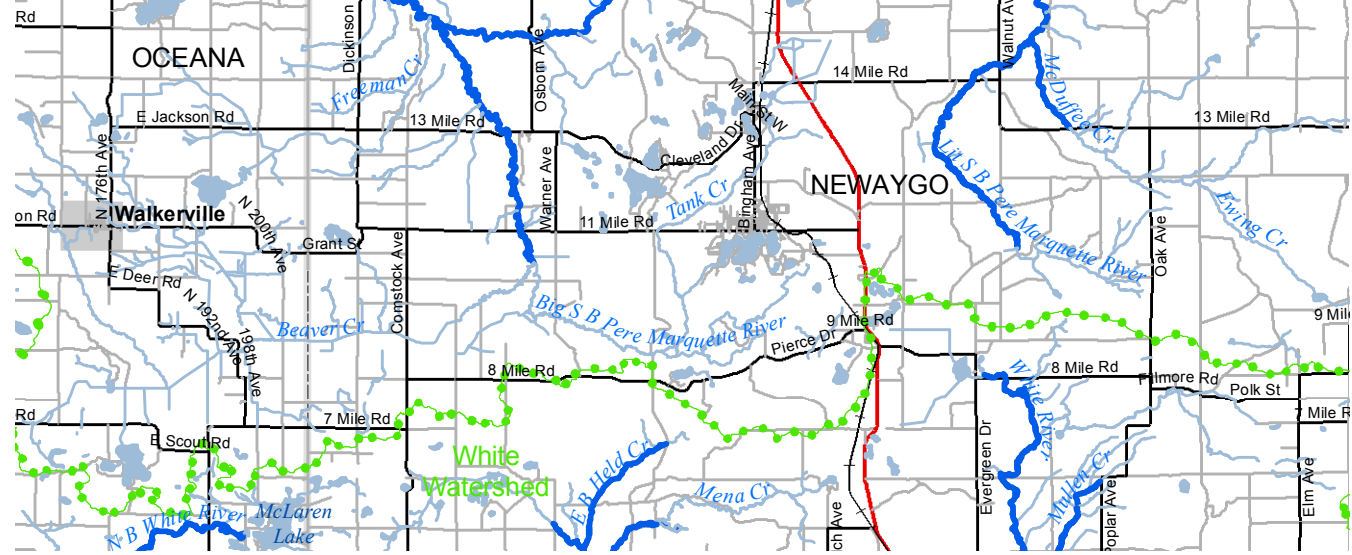 Rd
OCEANA
Dickinson
Freeman Cr
Osborn Ave
Walnut Av
14 Mile Rd
McDuffee Cr
Main St W
E Jackson Rd
13 Mile Rd
13 Mile Rd
Cleveland Dr
N 176th Ave
Warner Ave
Bingham Ave
Tank Cr
NEWAYGO
Lit S B Pere Marquette River
Ewing Cr
on Rd
Walkerville
N 200th Ave
11 Mile Rd
Grant St
Comstock Ave
Oak Ave
E Deer Rd
N 192nd Ave
198th Ave
Beaver Cr
Big S B Pere Marquette River
9 Mile Rd
9 Mile
Pierce Dr
8 Mile Rd
White River
8 Mile Rd
Fillmore Rd
Polk St
Rd
7 Mile Rd
7 Mile R
E Scout Rd
White
Watershed
E B Held Cr
Mena Cr
Evergreen Dr
Mullen Cr
Poplar Ave
Elm Ave
N B White River
McLaren
Lake
ch Ave